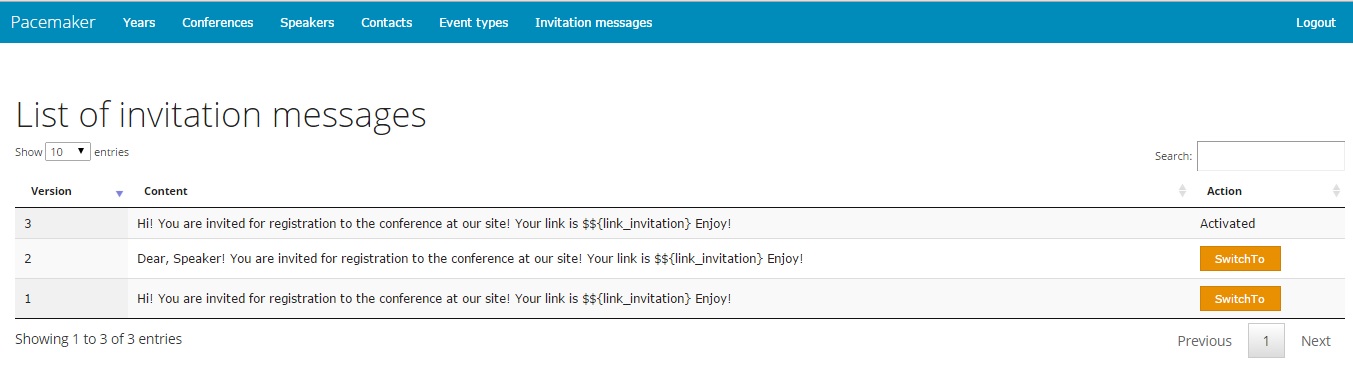 Pacemaker Years Conferences Speakers Contacts Event types Invitation messages Logout
List of invitation messages
Show 10 entries Search:
Version Content Action
3 Hi! You are invited for registration to the conference at our site! Your link is $${link_invitation} Enjoy! Activated
2 Dear, Speaker! You are invited for registration to the conference at our site! Your link is $${link_invitation} Enjoy! SwitchTo
1 Hi! You are invited for registration to the conference at our site! Your link is $${link_invitation} Enjoy! SwitchTo
Showing 1 to 3 of 3 entries Previous 1 Next